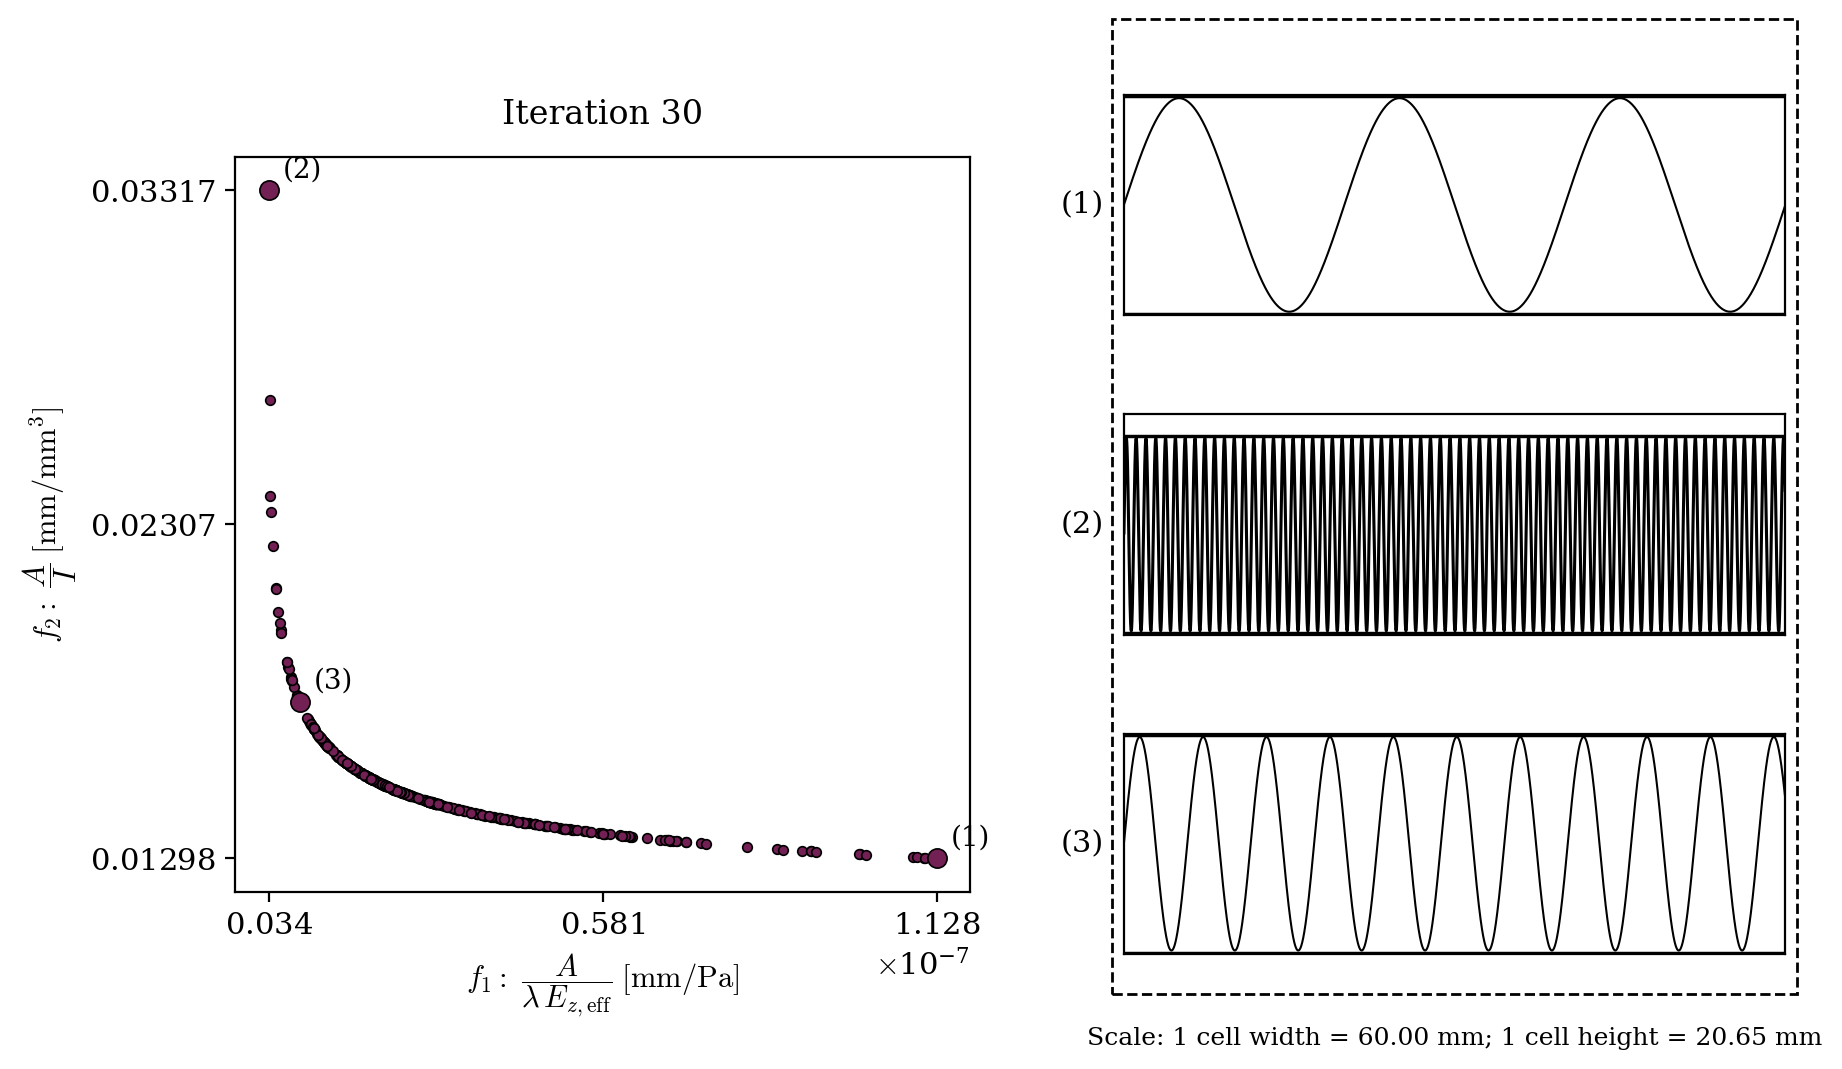 Iteration 30
0.03317
0.02307
0.01298
f₂ : A/I [mm/mm³]
(2)
(3)
(1)
0.034 0.581 1.128
×10⁻⁷
f₁ : A/(λ E_z,eff) [mm/Pa]
(1)
(2)
(3)
Scale: 1 cell width = 60.00 mm; 1 cell height = 20.65 mm